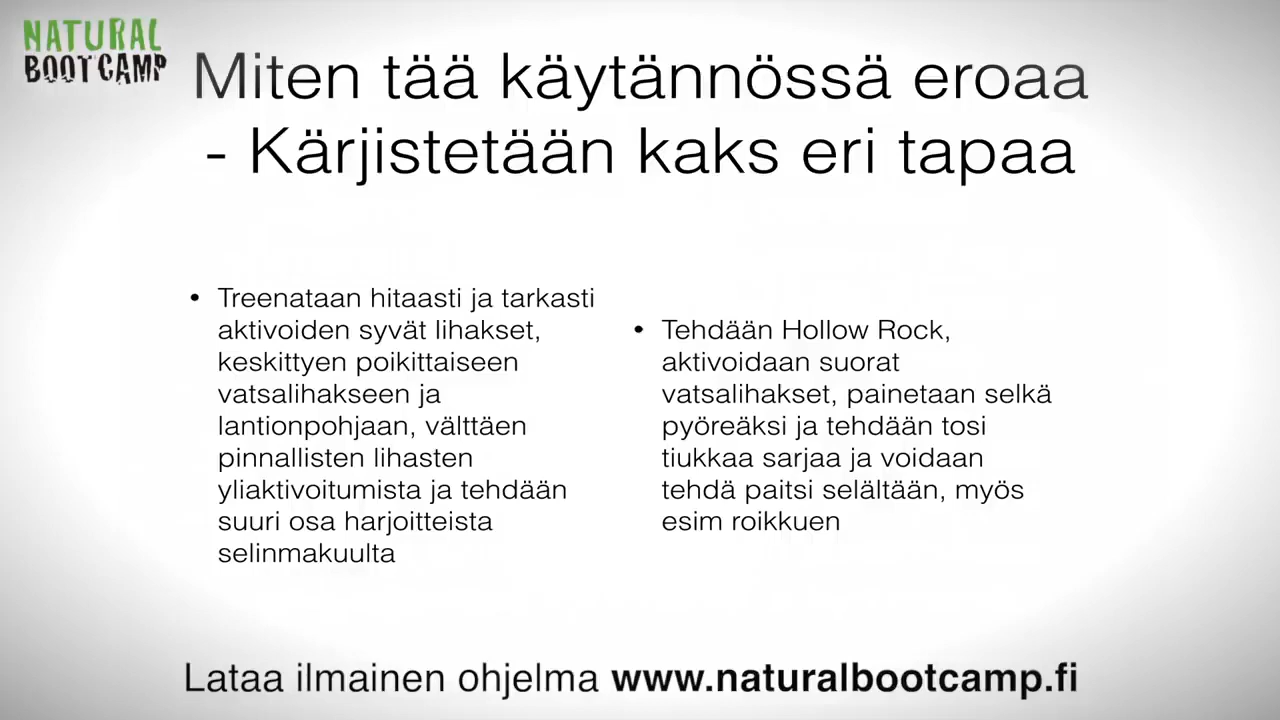 NATURAL
BOOTCAMP
Miten tää käytännössä eroaa
- Kärjistetään kaks eri tapaa
• Treenataan hitaasti ja tarkasti
aktivoiden syvät lihakset,
keskittyen poikittaiseen
vatsalihakseen ja
lantionpohjaan, välttäen
pinnallisten lihasten
yliaktivoitumista ja tehdään
suuri osa harjoitteista
selinmakuulta
• Tehdään Hollow Rock,
aktivoidaan suorat
vatsalihakset, painetaan selkä
pyöreäksi ja tehdään tosi
tiukkaa sarjaa ja voidaan
tehdä paitsi selältään, myös
esim roikkuen
Lataa ilmainen ohjelma www.naturalbootcamp.fi